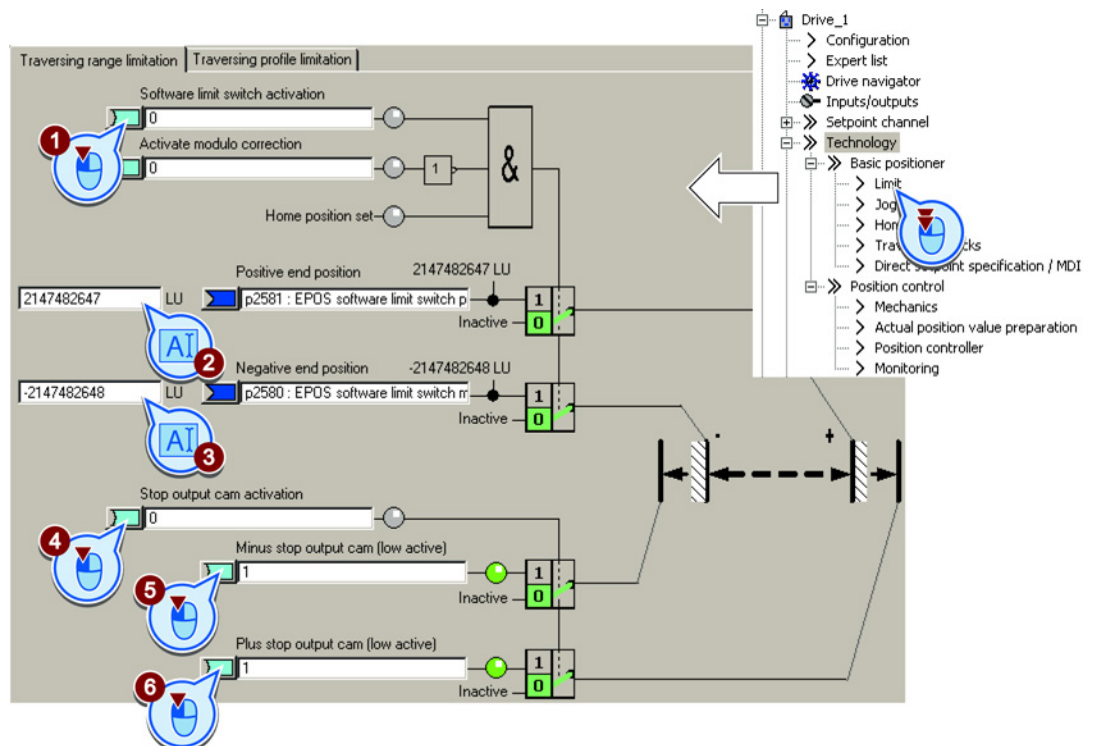 Traversing range limitation
Traversing profile limitation
Software limit switch activation
0
1
Activate modulo correction
0
1
&
Home position set
Positive end position
2147482647 LU
2147482647
LU
p2581 : EPOS software limit switch p
1
Inactive
0
AI
2
Negative end position
-2147482648 LU
-2147482648
LU
p2580 : EPOS software limit switch m
1
Inactive
0
AI
3
- +
Stop output cam activation
0
4
Minus stop output cam (low active)
1
1
Inactive
0
5
Plus stop output cam (low active)
1
1
Inactive
0
6
Drive_1
Configuration
Expert list
Drive navigator
Inputs/outputs
Setpoint channel
Technology
Basic positioner
Limit
Jog
Direct setpoint specification / MDI
Position control
Mechanics
Actual position value preparation
Position controller
Monitoring